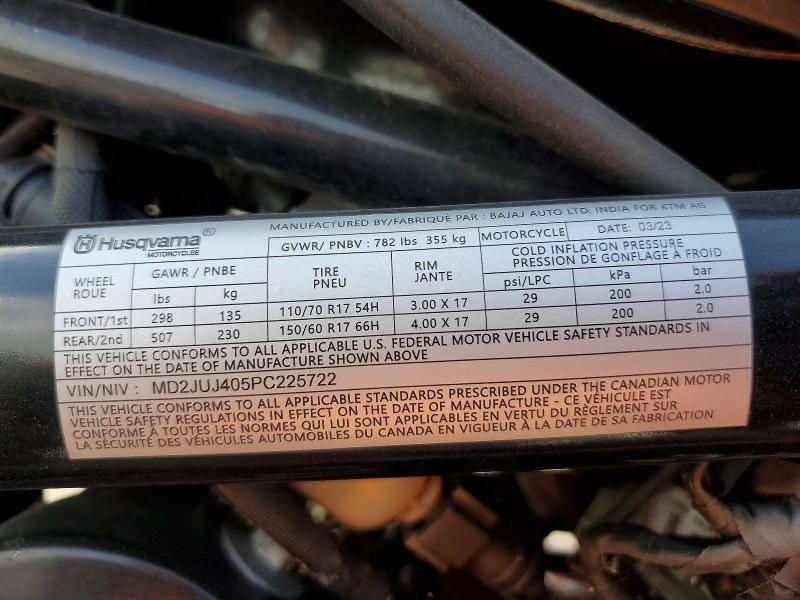 MANUFACTURED BY/FABRIQUÉ PAR : BAJAJ AUTO LTD. INDIA FOR KTM AG
Husqvarna®
MOTORCYCLES
GVWR/ PNBV : 782 lbs 355 kg MOTORCYCLE DATE: 03/23
WHEEL
ROUE
GAWR / PNBE
lbs kg
TIRE
PNEU
RIM
JANTE
COLD INFLATION PRESSURE
PRESSION DE GONFLAGE À FROID
psi/LPC kPa bar
FRONT/1st 298 135 110/70 R17 54H 3.00 X 17 29 200 2.0
REAR/2nd 507 230 150/60 R17 66H 4.00 X 17 29 200 2.0
THIS VEHICLE CONFORMS TO ALL APPLICABLE U.S. FEDERAL MOTOR VEHICLE SAFETY STANDARDS IN
EFFECT ON THE DATE OF MANUFACTURE SHOWN ABOVE
VIN/NIV : MD2JUJ405PC225722
THIS VEHICLE CONFORMS TO ALL APPLICABLE STANDARDS PRESCRIBED UNDER THE CANADIAN MOTOR
VEHICLE SAFETY REGULATIONS IN EFFECT ON THE DATE OF MANUFACTURE - CE VÉHICULE EST
CONFORME À TOUTES LES NORMES QUI LUI SONT APPLICABLES EN VERTU DU RÈGLEMENT SUR
LA SÉCURITÉ DES VÉHICULES AUTOMOBILES DU CANADA EN VIGUEUR À LA DATE DE SA FABRICATION